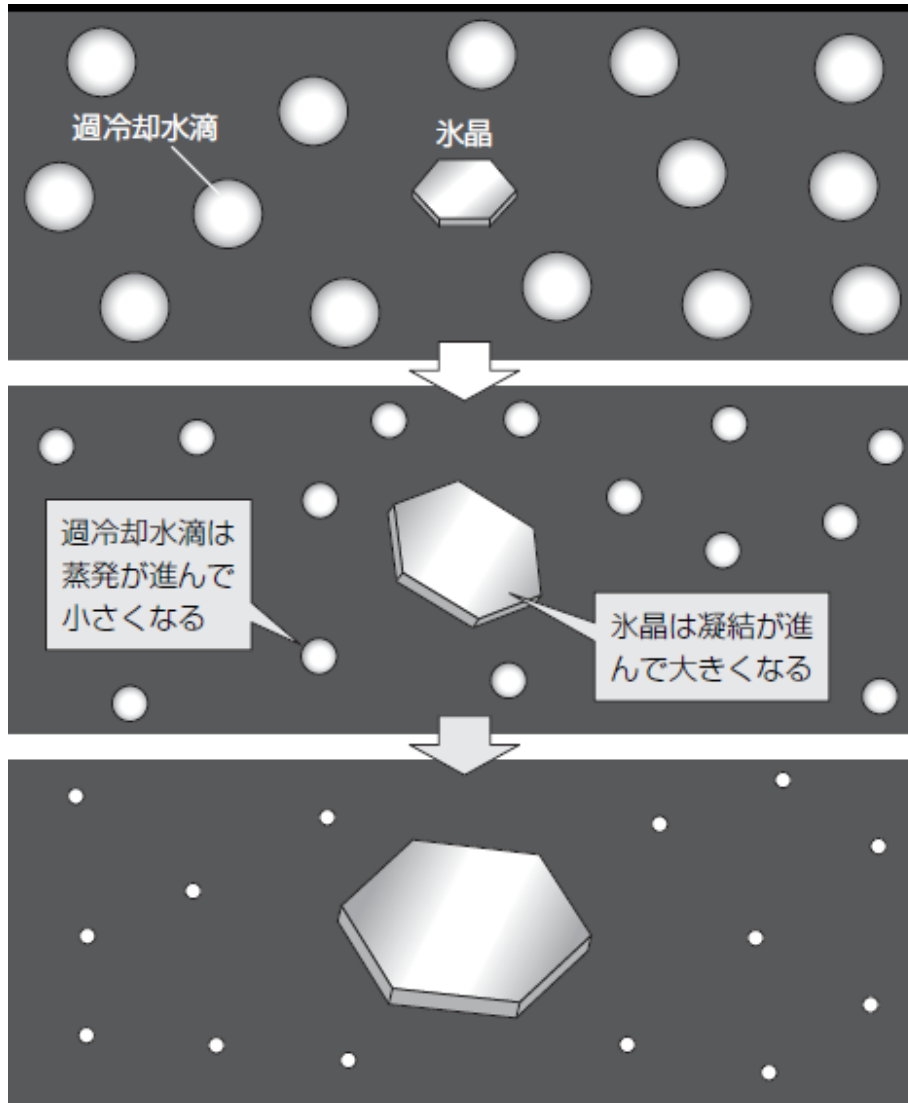 過冷却水滴
氷晶
過冷却水滴は
蒸発が進んで
小さくなる
氷晶は凝結が進
んで大きくなる